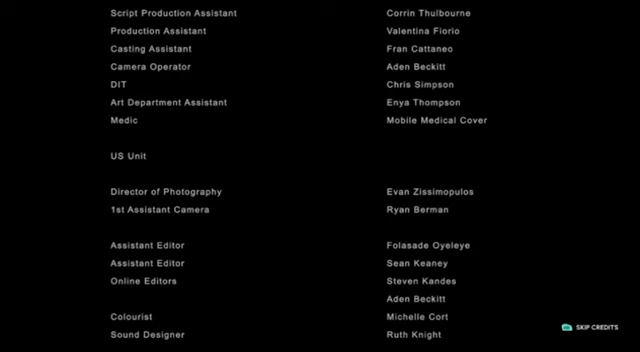 Script Production Assistant Corrin Thulbourne
Production Assistant Valentina Fiorio
Casting Assistant Fran Cattaneo
Camera Operator Aden Beckitt
DIT Chris Simpson
Art Department Assistant Enya Thompson
Medic Mobile Medical Cover
US Unit
Director of Photography Evan Zissimopulos
1st Assistant Camera Ryan Berman
Assistant Editor Folasade Oyeleye
Assistant Editor Sean Keaney
Online Editors Steven Kandes
Aden Beckitt
Colourist Michelle Cort
Sound Designer Ruth Knight
SKIP CREDITS